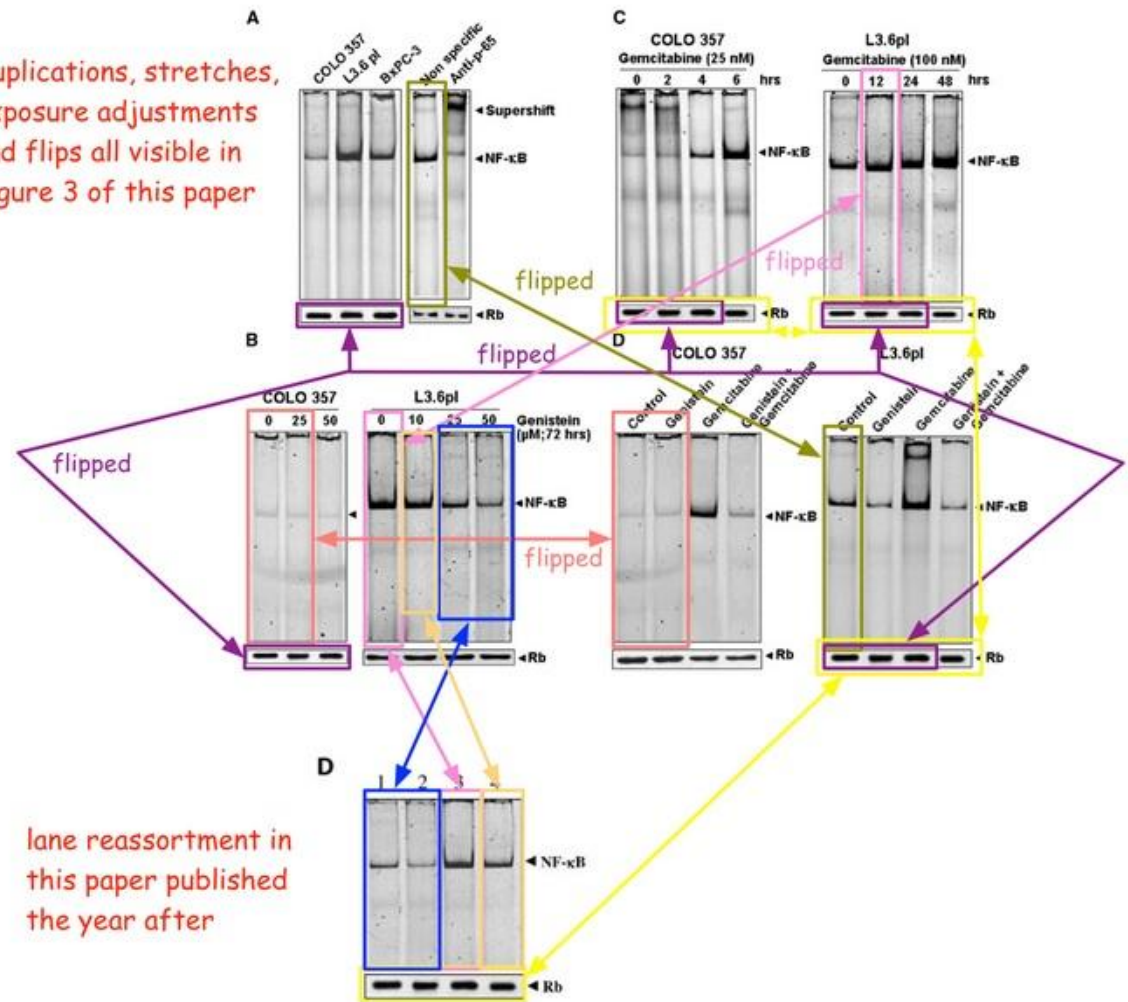 A
COLO 357
L3.6 pl
BxPC-3
Non specific
Anti-p-65
Supershift
NF-κB
Rb
uplications, stretches,
xposure adjustments
d flips all visible in
gure 3 of this paper
C
COLO 357
Gemcitabine (25 nM)
0 2 4 6 hrs
NF-κB
Rb
L3.6pl
Gemcitabine (100 nM)
0 12 24 48 hrs
NF-κB
Rb
flipped
flipped
flipped
flipped
flipped
B
COLO 357
0 25 50
L3.6pl
0 10 25 50 Genistein
(μM;72 hrs)
NF-κB
Rb
D
COLO 357
Control
Genistein
Gemcitabine
Genistein +
Gemcitabine
NF-κB
Rb
L3.6pl
Control
Genistein
Gemcitabine
Genistein +
Gemcitabine
NF-κB
Rb
D
1 2 3
NF-κB
Rb
lane reassortment in
this paper published
the year after